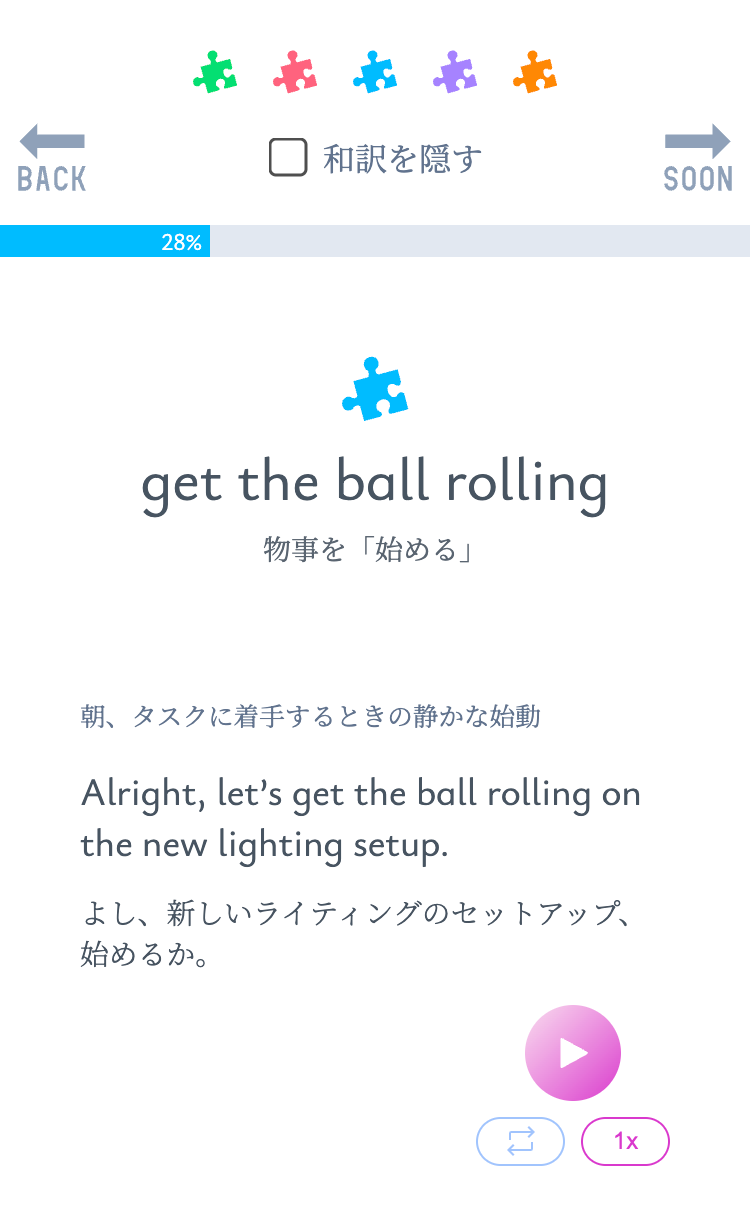 BACK
和訳を隠す
SOON
28%
get the ball rolling
物事を「始める」
朝、タスクに着手するときの静かな始動
Alright, let’s get the ball rolling on
the new lighting setup.
よし、新しいライティングのセットアップ、
始めるか。
1x